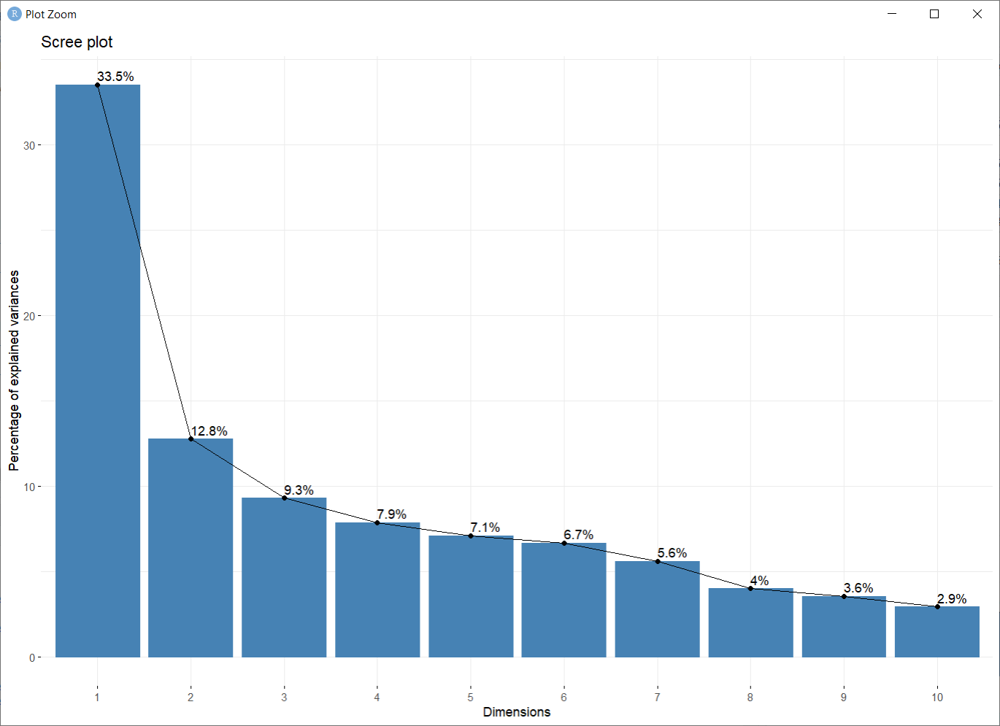 R Plot Zoom
Scree plot
33.5%
12.8%
9.3%
7.9%
7.1%
6.7%
5.6%
4%
3.6%
2.9%
30
20
10
0
Percentage of explained variances
1 2 3 4 5 6 7 8 9 10
Dimensions